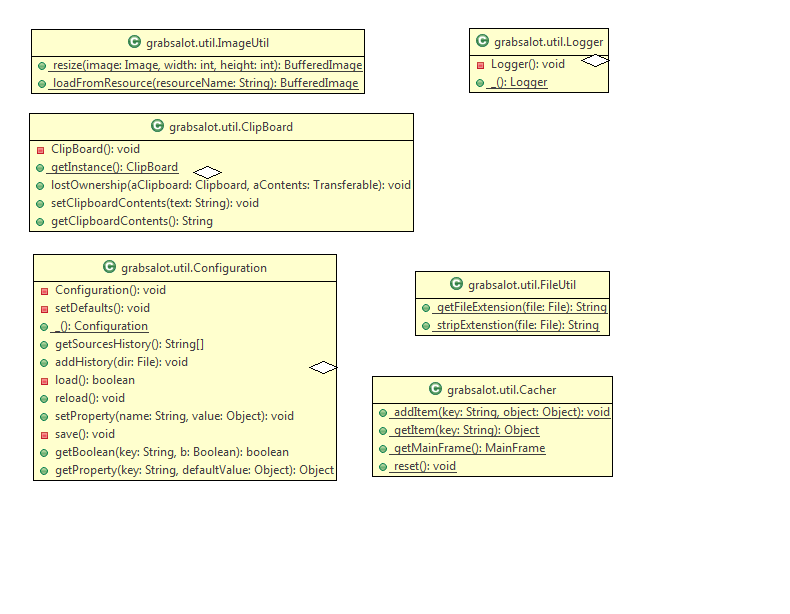 C grabsalot.util.ImageUtil
resize(image: Image, width: int, height: int): BufferedImage
loadFromResource(resourceName: String): BufferedImage
C grabsalot.util.Logger
Logger(): void
_(): Logger
C grabsalot.util.ClipBoard
ClipBoard(): void
getInstance(): ClipBoard
lostOwnership(aClipboard: Clipboard, aContents: Transferable): void
setClipboardContents(text: String): void
getClipboardContents(): String
C grabsalot.util.Configuration
Configuration(): void
setDefaults(): void
_(): Configuration
getSourcesHistory(): String[]
addHistory(dir: File): void
load(): boolean
reload(): void
setProperty(name: String, value: Object): void
save(): void
getBoolean(key: String, b: Boolean): boolean
getProperty(key: String, defaultValue: Object): Object
C grabsalot.util.FileUtil
getFileExtension(file: File): String
stripExtenstion(file: File): String
C grabsalot.util.Cacher
addItem(key: String, object: Object): void
getItem(key: String): Object
getMainFrame(): MainFrame
reset(): void